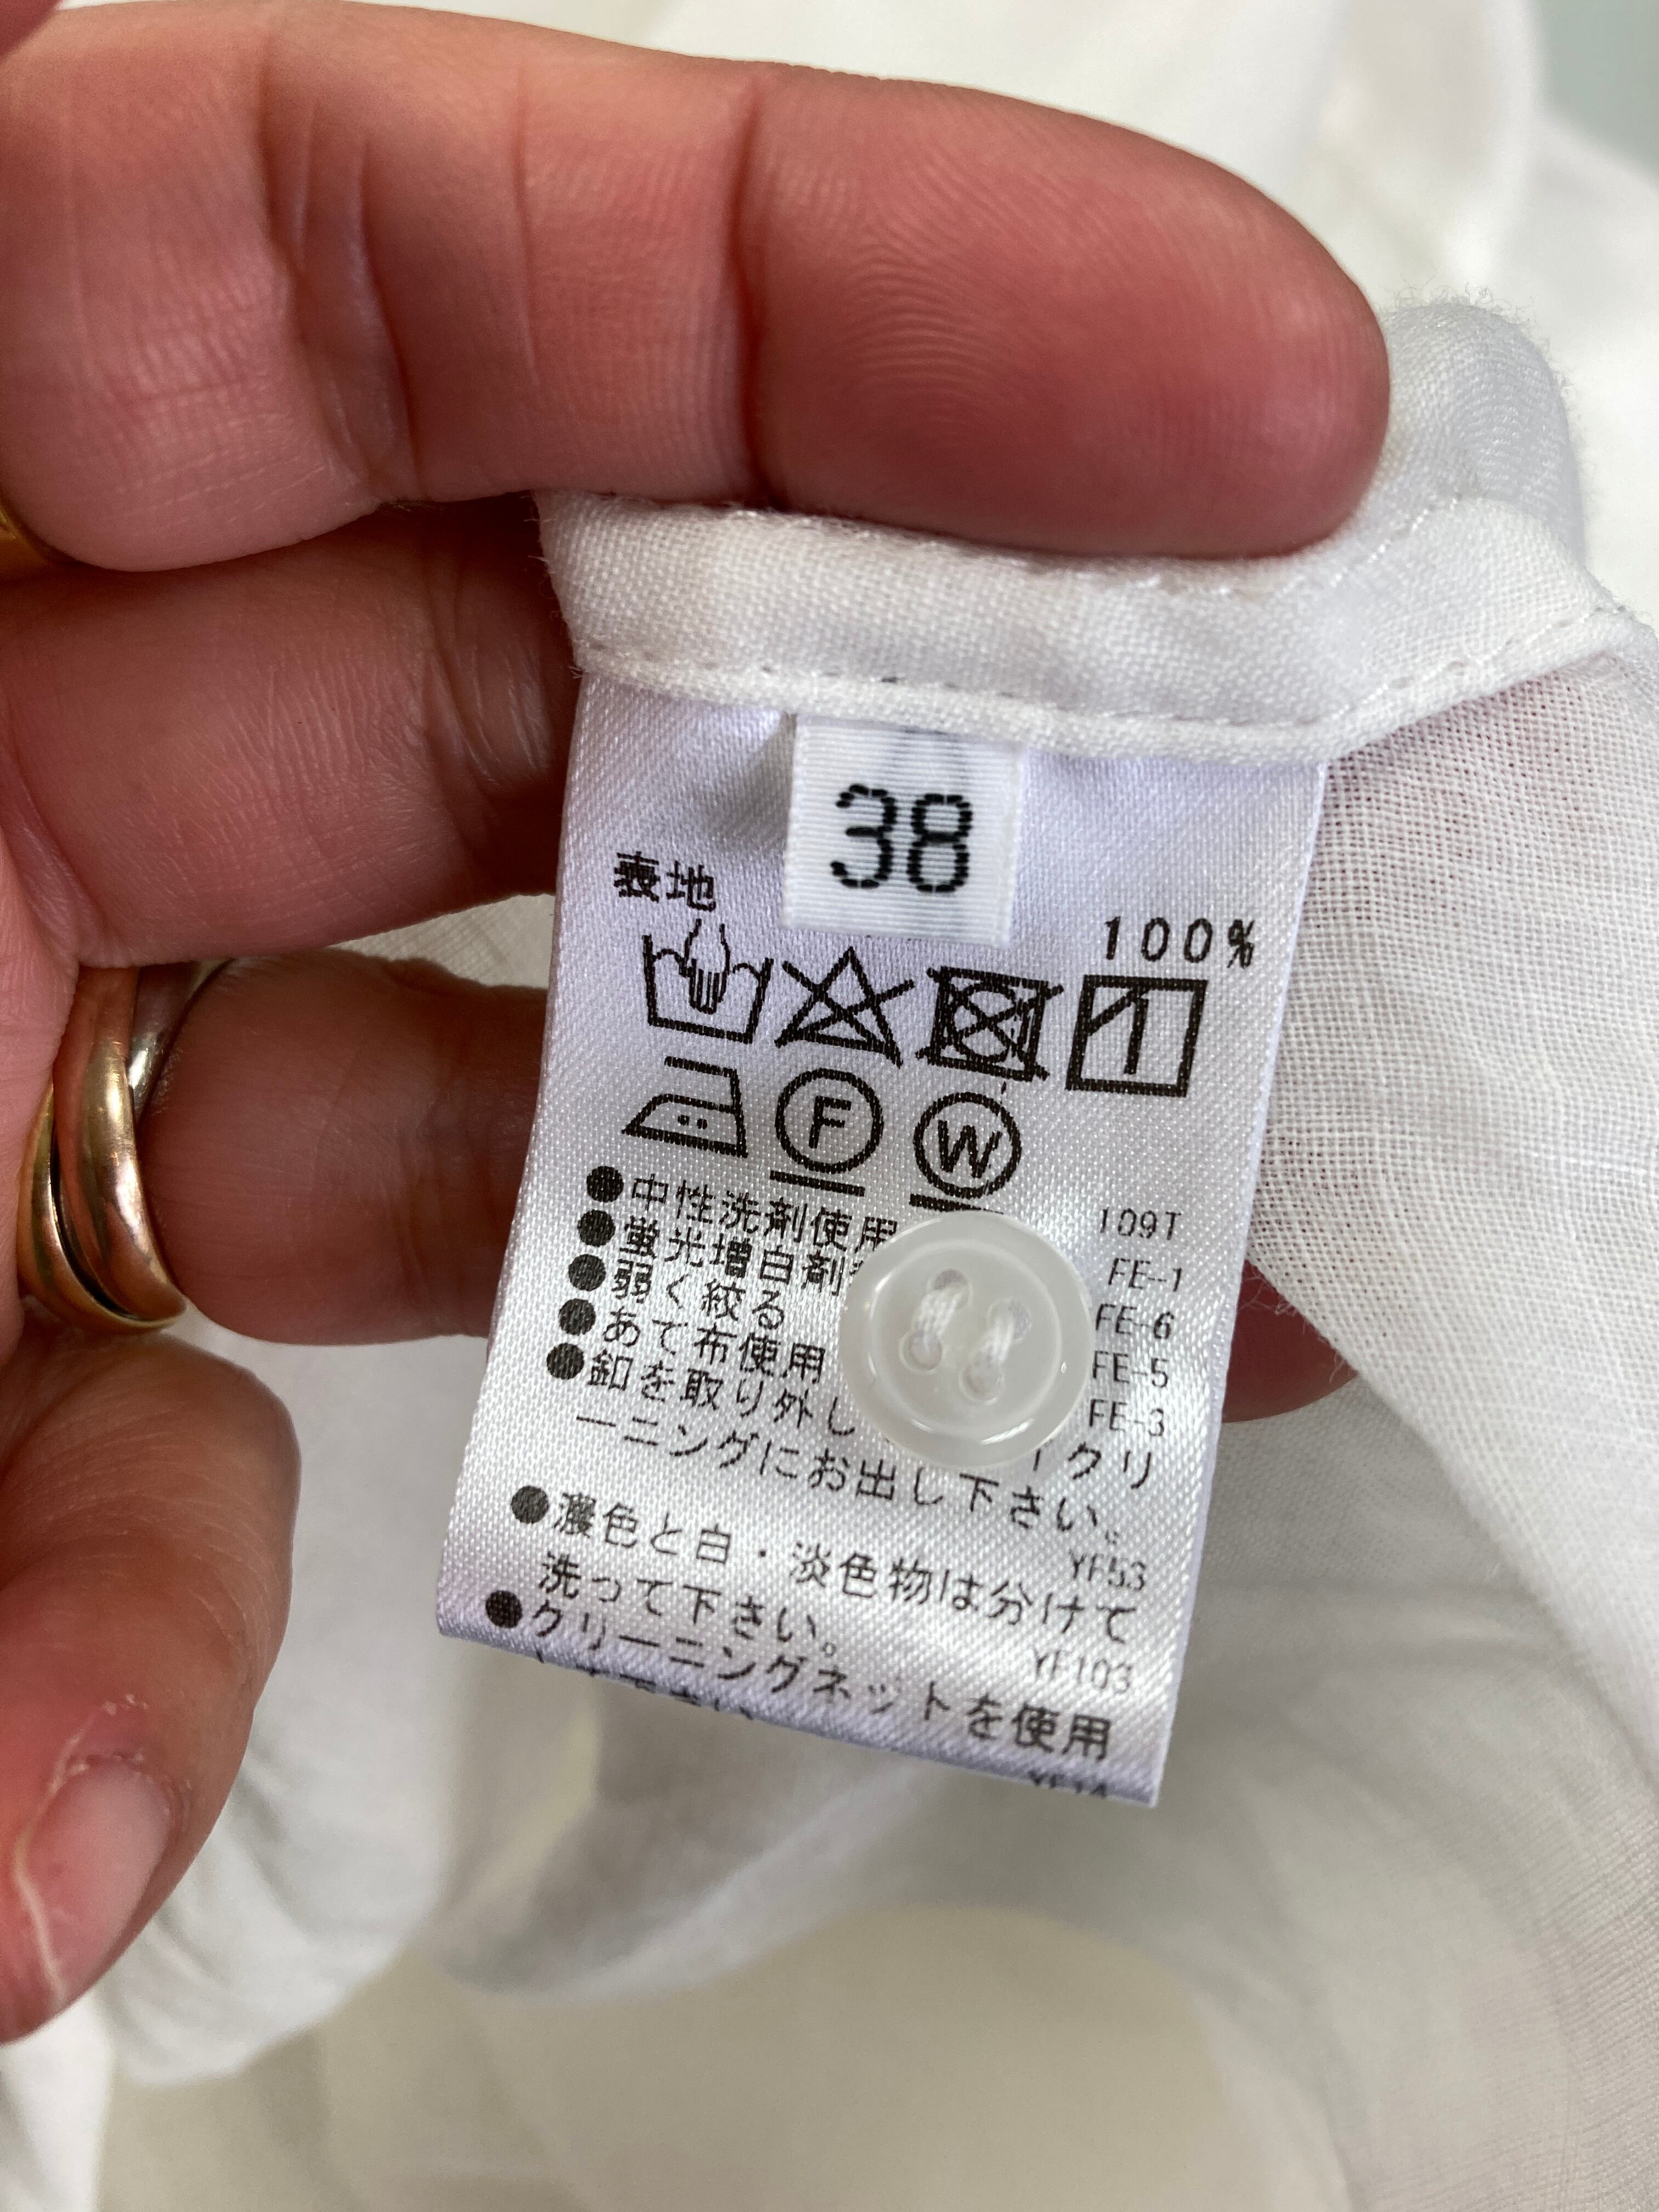 38
表地
100%
F W
●中性洗剤使用 109T
●蛍光増白剤 FE-1
●弱く絞る FE-6
●あて布使用 FE-5
●釦を取り外し FE-3
イクリ
ーニングにお出し下さい。
YF53
●濃色と白・淡色物は分けて
洗って下さい。
YF103
●クリーニングネットを使用
YF14